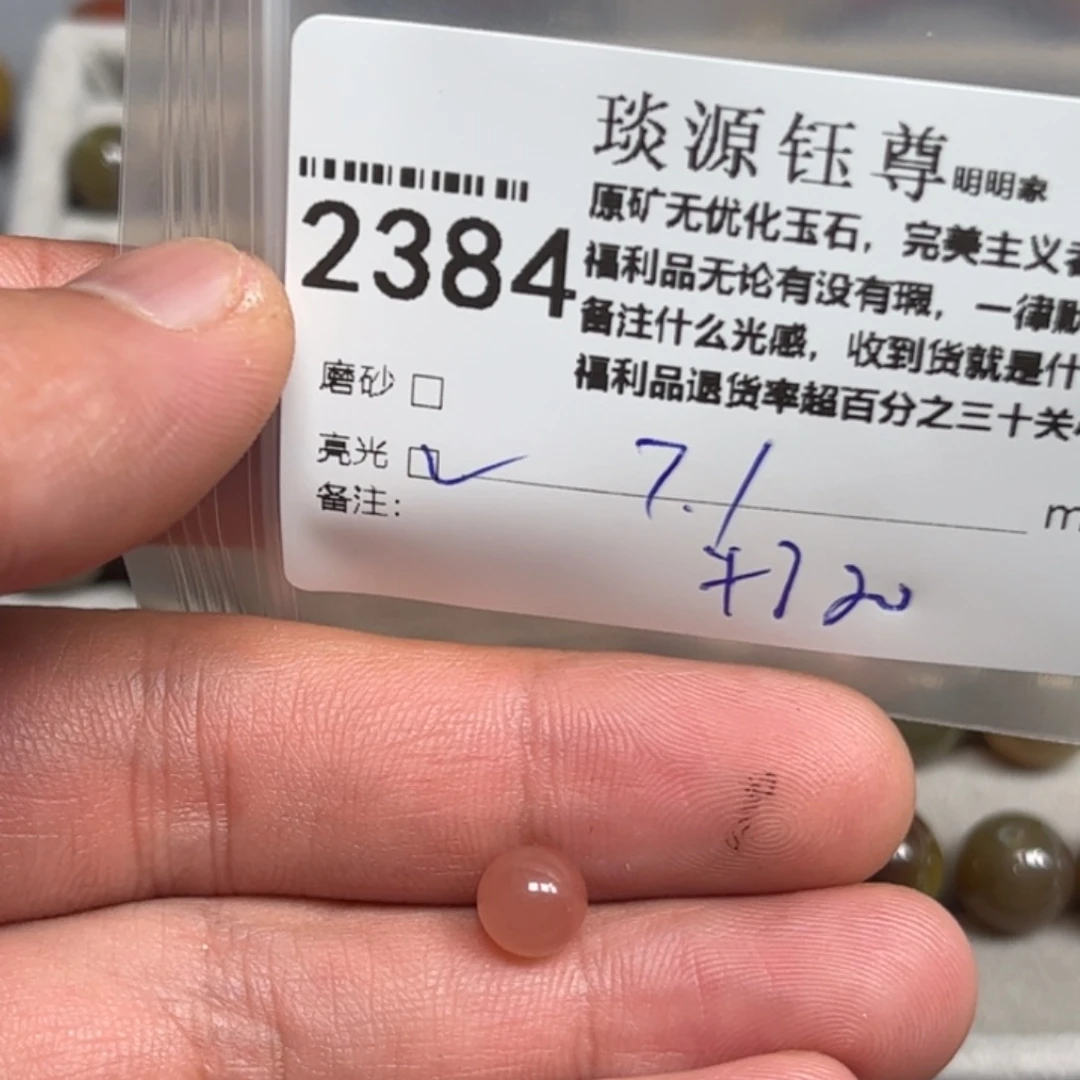 琰源钰尊明明家
原矿无优化玉石，完美主义者
福利品无论有没有瑕，一律
备注什么光感，收到货就是什
福利品退货率超百分之三十关
2384
磨砂 □
亮光 ✓ 7.1 m
备注：
¥120